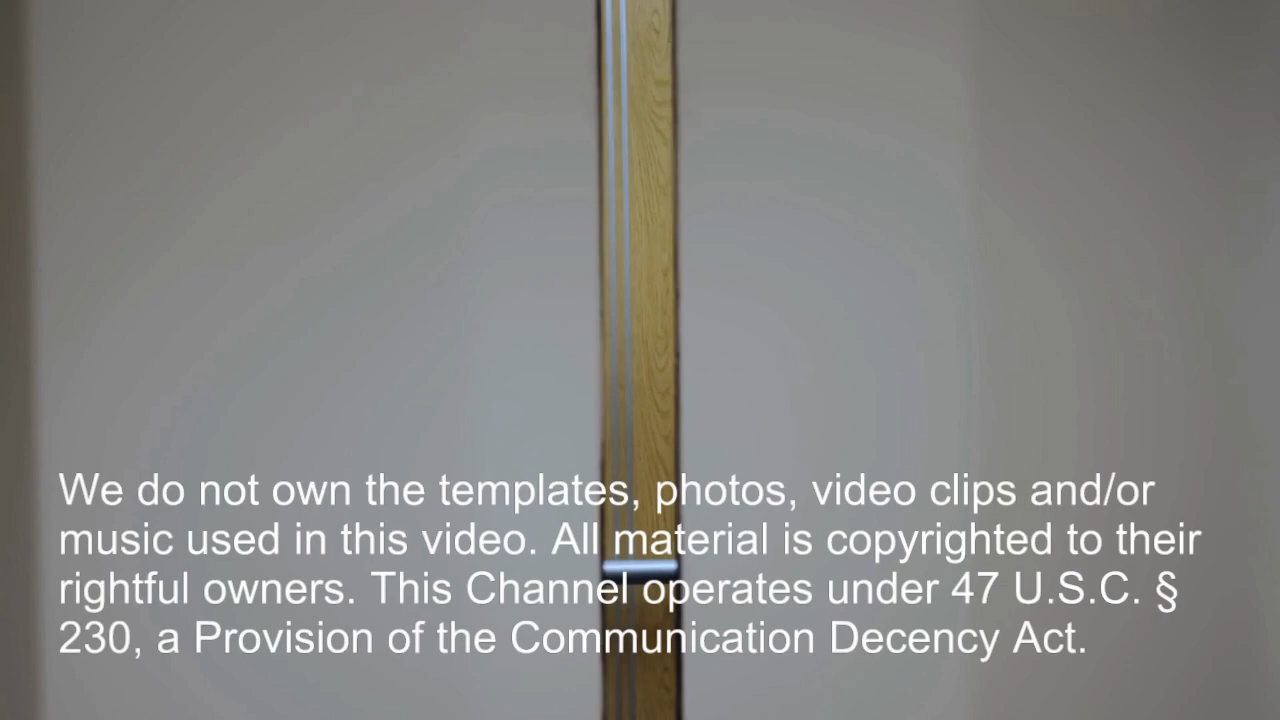 We do not own the templates, photos, video clips and/or
music used in this video. All material is copyrighted to their
rightful owners. This Channel operates under 47 U.S.C. §
230, a Provision of the Communication Decency Act.